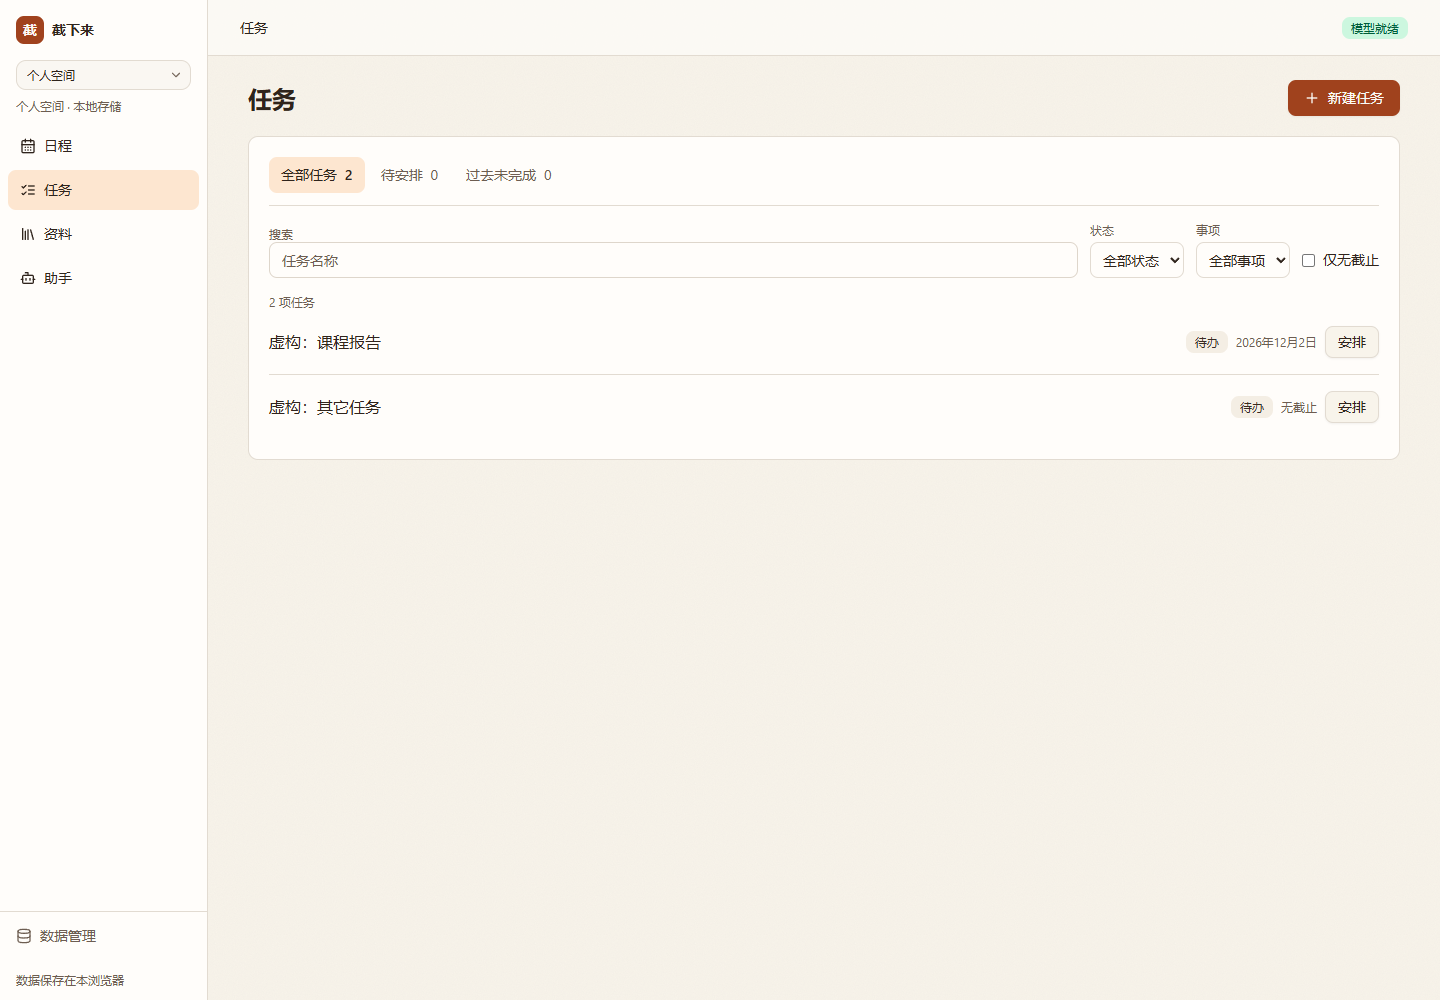 截 截下来
个人空间
个人空间 · 本地存储
日程
任务
资料
助手
数据管理
数据保存在本浏览器
任务
模型就绪
任务
新建任务
全部任务 2 待安排 0 过去未完成 0
搜索 状态 事项
任务名称 全部状态 全部事项 仅无截止
2 项任务
虚构：课程报告 待办 2026年12月2日 安排
虚构：其它任务 待办 无截止 安排